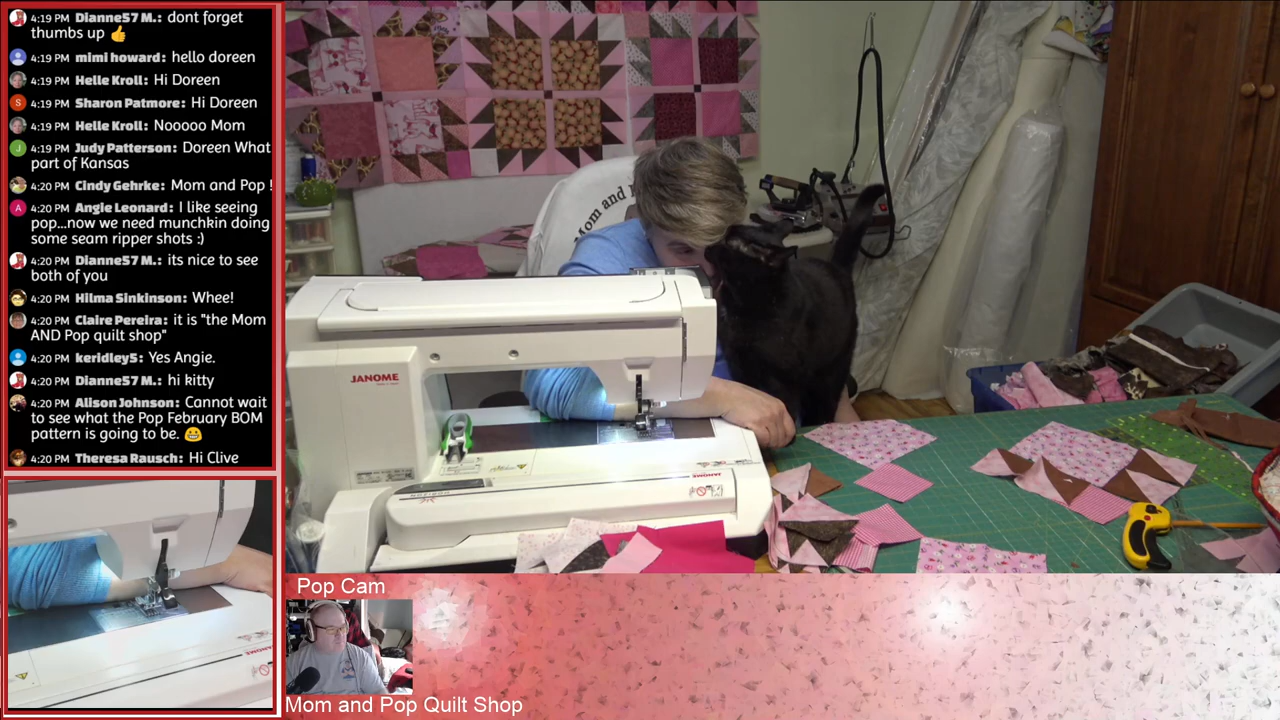 4:19 PM Dianne57 M.: dont forget
thumbs up 👍
4:19 PM mimi howard: hello doreen
4:19 PM Helle Kroll: Hi Doreen
S 4:19 PM Sharon Patmore: Hi Doreen
4:19 PM Helle Kroll: Nooooo Mom
J 4:19 PM Judy Patterson: Doreen What
part of Kansas
4:20 PM Cindy Gehrke: Mom and Pop !
A 4:20 PM Angie Leonard: I like seeing
pop...now we need munchkin doing
some seam ripper shots :)
4:20 PM Dianne57 M.: its nice to see
both of you
4:20 PM Hilma Sinkinson: Whee!
4:20 PM Claire Pereira: it is "the Mom
AND Pop quilt shop"
4:20 PM keridley5: Yes Angie.
4:20 PM Dianne57 M.: hi kitty
4:20 PM Alison Johnson: Cannot wait
to see what the Pop February BOM
pattern is going to be. 😀
4:20 PM Theresa Rausch: Hi Clive
Mom and
JANOME
JANOME
Pop Cam
Mom and Pop Quilt Shop